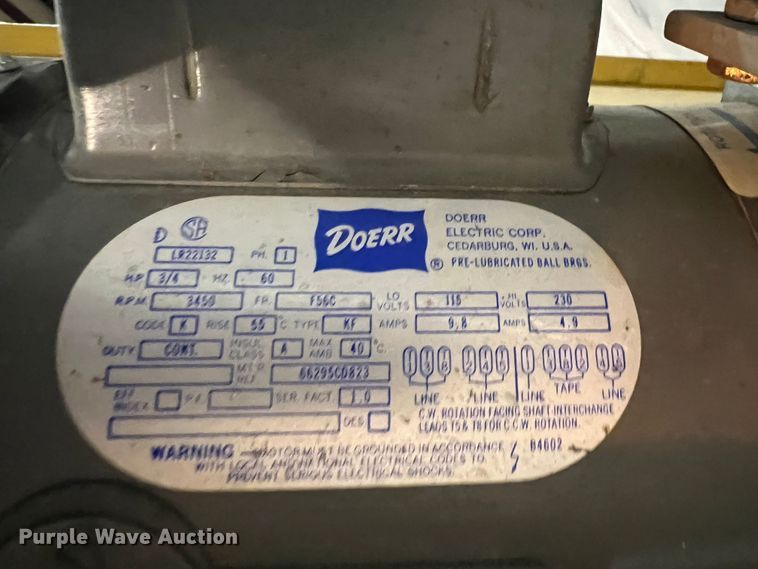 DOERR
DOERR
ELECTRIC CORP.
CEDARBURG, WI. U.S.A.
® PRE-LUBRICATED BALL BRGS.
LR22132 PH. 1
H.P. 3/4 HZ. 60
R.P.M. 3450 FR. F56C LO VOLTS 115 HI VOLTS 230
CODE K RISE 55 °C TYPE KF AMPS 9.8 AMPS 4.9
DUTY CONT. INSUL CLASS A MAX AMB 40 °C.
MT'R REF. 66295C0823
EFF INDEX P.F. SER. FACT. 1.0
LINE LINE LINE TAPE LINE
DES
C.W. ROTATION FACING SHAFT-INTERCHANGE
LEADS T5 & T8 FOR C.C.W. ROTATION.
WARNING - MOTOR MUST BE GROUNDED IN ACCORDANCE
WITH LOCAL AND NATIONAL ELECTRICAL CODES TO
PREVENT SERIOUS ELECTRICAL SHOCKS.
B4602
Purple Wave Auction